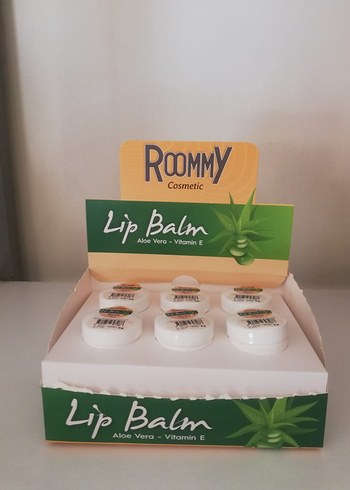 ROOMMY
Cosmetic
Lip Balm
Aloe Vera - Vitamin E
Lip Balm
Aloe Vera - Vitamin E